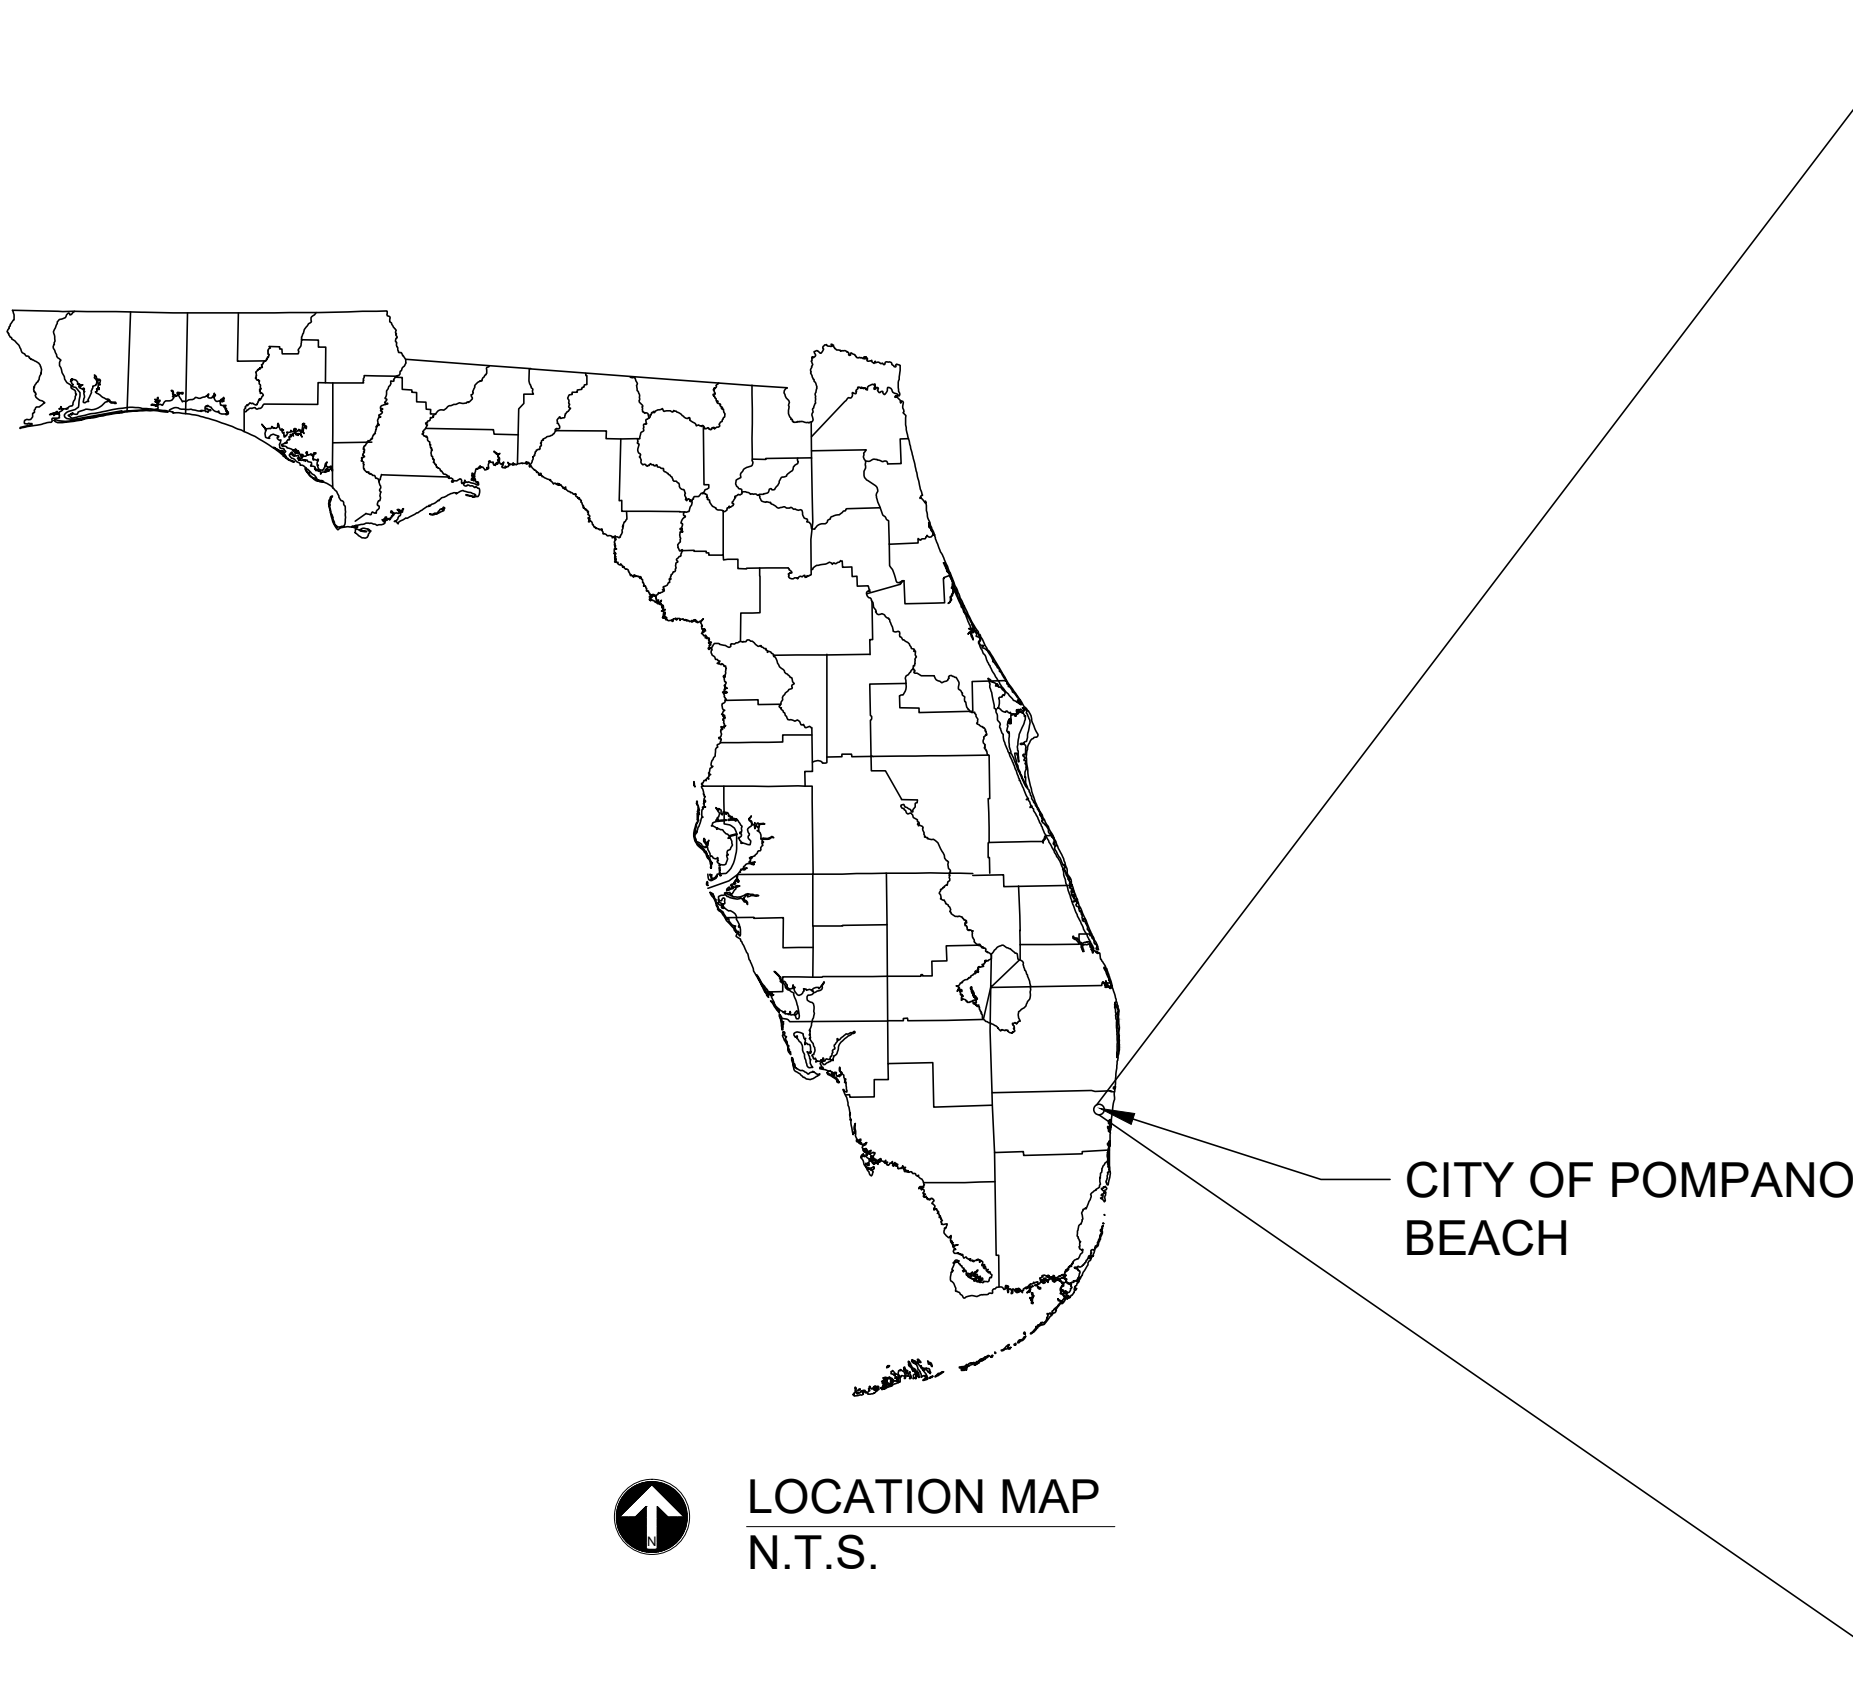 CITY OF POMPANO
BEACH
LOCATION MAP
N
N.T.S.